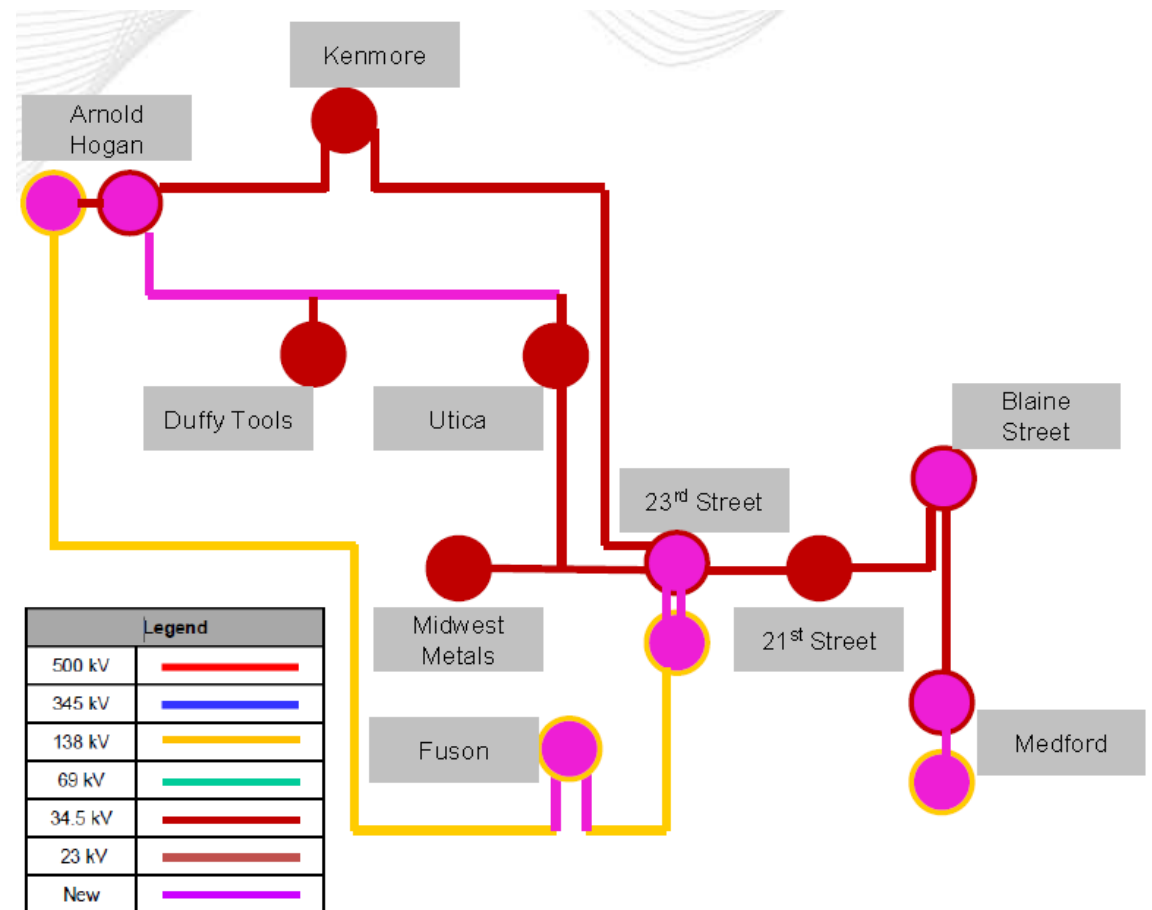 Kenmore
Arnold
Hogan
Duffy Tools
Utica
Blaine
Street
23rd Street
Midwest
Metals
21st Street
Fuson
Medford
Legend
500 kV
345 kV
138 kV
69 kV
34.5 kV
23 kV
New